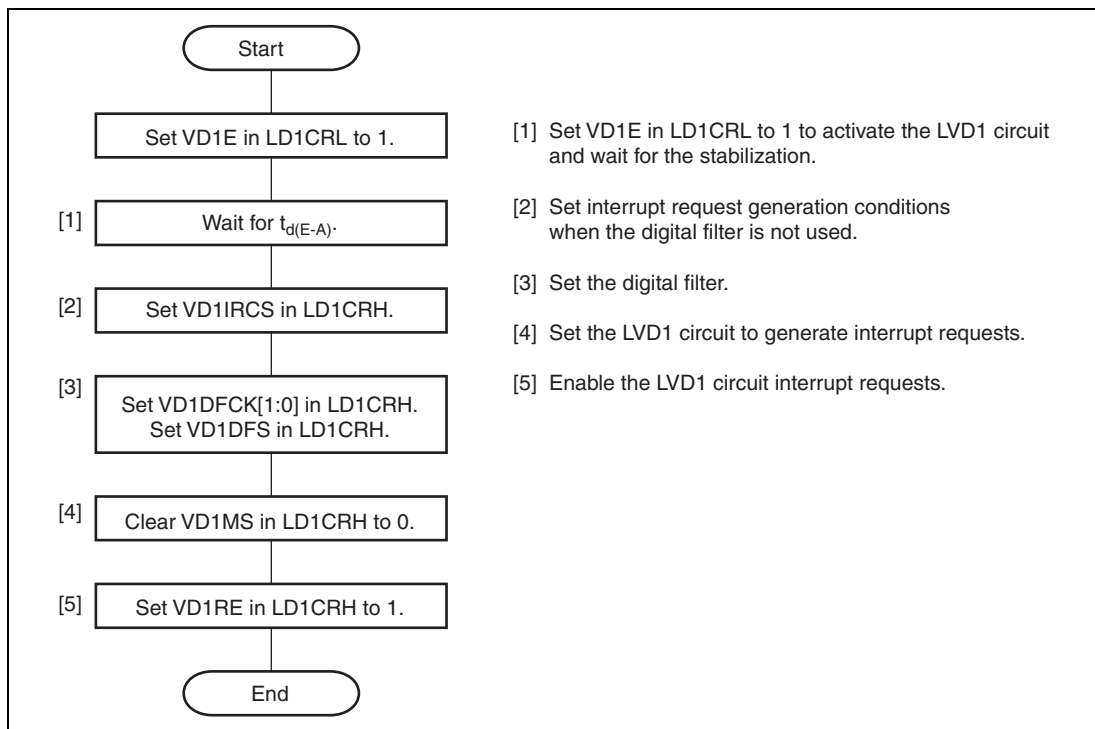 Start
Set VD1E in LD1CRL to 1.
[1] Wait for td(E-A).
[2] Set VD1IRCS in LD1CRH.
[3]
Set VD1DFCK[1:0] in LD1CRH.
Set VD1DFS in LD1CRH.
[4] Clear VD1MS in LD1CRH to 0.
[5] Set VD1RE in LD1CRH to 1.
End
[1] Set VD1E in LD1CRL to 1 to activate the LVD1 circuit
and wait for the stabilization.
[2] Set interrupt request generation conditions
when the digital filter is not used.
[3] Set the digital filter.
[4] Set the LVD1 circuit to generate interrupt requests.
[5] Enable the LVD1 circuit interrupt requests.